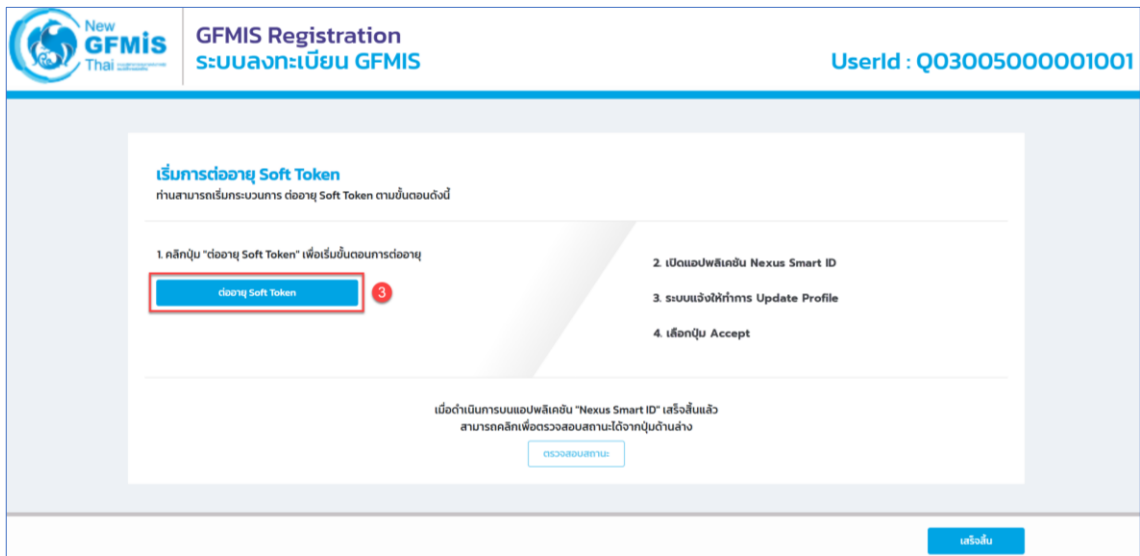 New
GFMIS
Thai
GFMIS Registration
ระบบลงทะเบียน GFMIS
UserId : Q03005000001001
เริ่มการต่ออายุ Soft Token
ท่านสามารถเริ่มกระบวนการ ต่ออายุ Soft Token ตามขั้นตอนดังนี้
1. คลิกปุ่ม "ต่ออายุ Soft Token" เพื่อเริ่มขั้นตอนการต่ออายุ
ต่ออายุ Soft Token
3
2. เปิดแอปพลิเคชัน Nexus Smart ID
3. ระบบแจ้งให้ทำการ Update Profile
4. เลือกปุ่ม Accept
เมื่อดำเนินการบนแอปพลิเคชัน "Nexus Smart ID" เสร็จสิ้นแล้ว
สามารถคลิกเพื่อตรวจสอบสถานะได้จากปุ่มด้านล่าง
ตรวจสอบสถานะ
เสร็จสิ้น